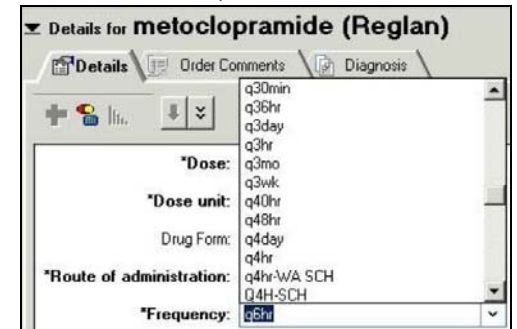 Details for metoclopramide (Reglan)
Details Order Comments Diagnosis
q30min
q36hr
q3day
q3hr
q3mo
q3wk
q40hr
q48hr
q4day
q4hr
q4hr-WA SCH
Q4H-SCH
*Dose:
*Dose unit:
Drug Form:
*Route of administration:
*Frequency: q6hr